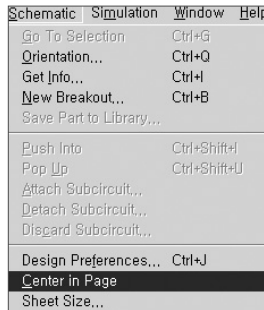 Schematic Simulation Window Help
Go To Selection Ctrl+G
Orientation... Ctrl+Q
Get Info... Ctrl+I
New Breakout... Ctrl+B
Save Part to Library...
Push Into Ctrl+Shift+I
Pop Up Ctrl+Shift+U
Attach Subcircuit...
Detach Subcircuit...
Discard Subcircuit...
Design Preferences... Ctrl+J
Center in Page
Sheet Size...